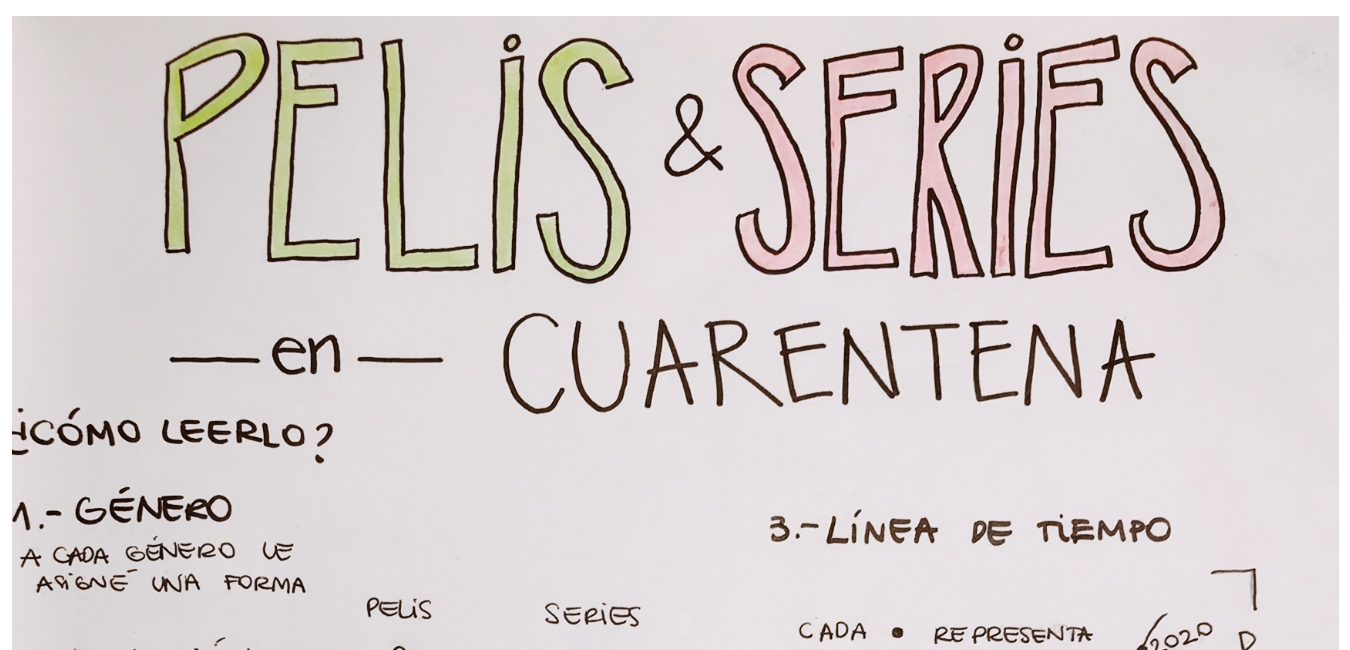 PELIS & SERIES
— en — CUARENTENA
¿CÓMO LEERLO?
1.- GÉNERO
A CADA GÉNERO LE
ASIGNÉ UNA FORMA
PELIS SERIES
3.- LÍNEA DE TIEMPO
CADA • REPRESENTA
2020
D